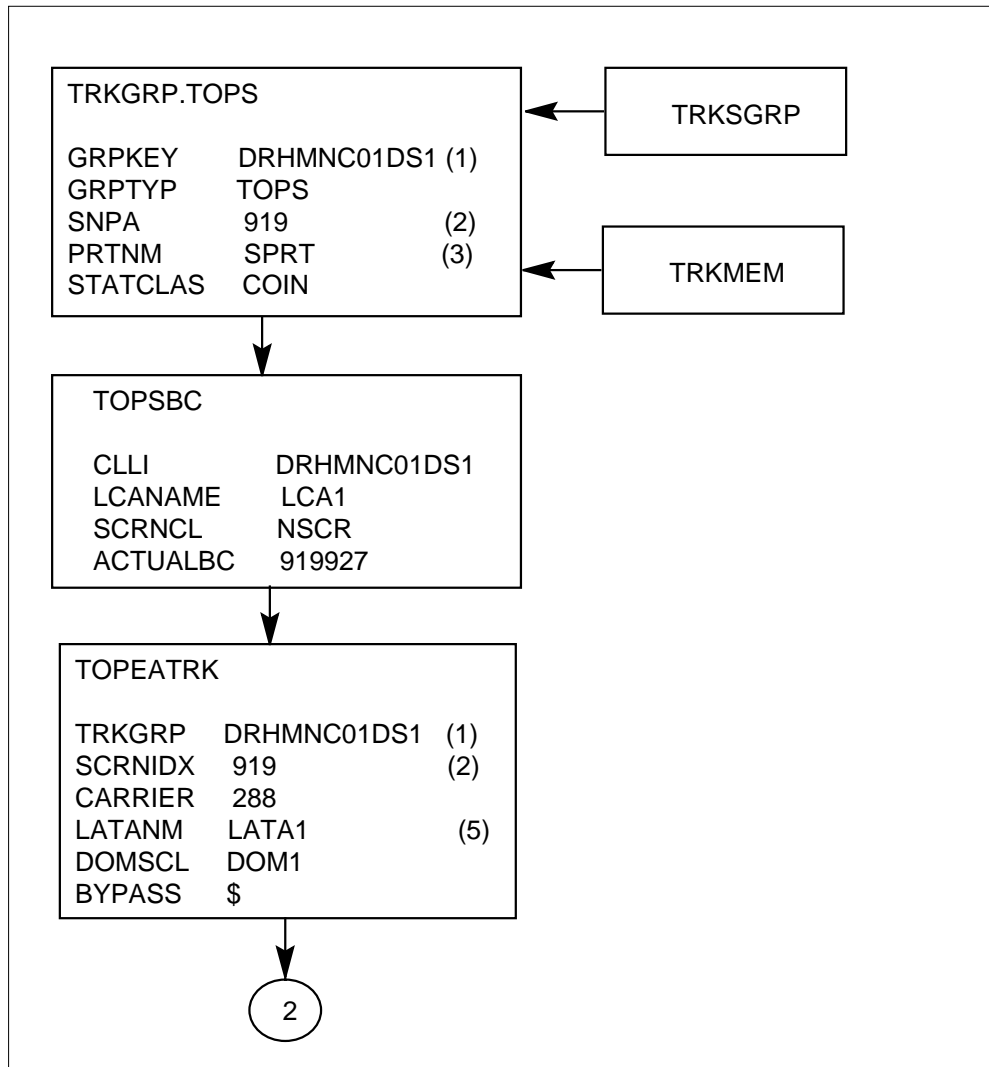 TRKGRP.TOPS
TRKSGRP
GRPKEY DRHMNC01DS1 (1)
GRPTYP TOPS
SNPA 919 (2)
PRTNM SPRT (3)
STATCLAS COIN
TRKMEM
TOPSBC
CLLI DRHMNC01DS1
LCANAME LCA1
SCRNCL NSCR
ACTUALBC 919927
TOPEATRK
TRKGRP DRHMNC01DS1 (1)
SCRNIDX 919 (2)
CARRIER 288
LATANM LATA1 (5)
DOMSCL DOM1
BYPASS $
2